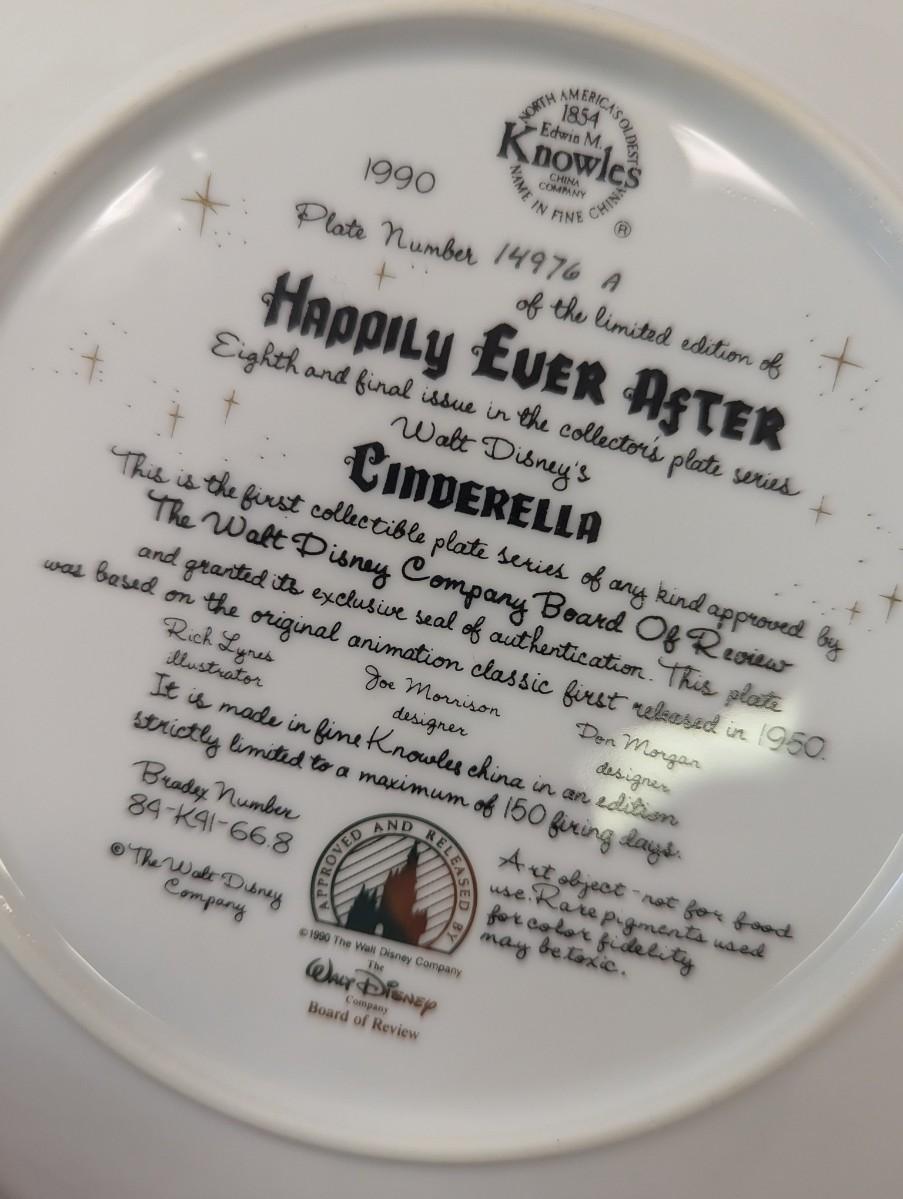 NORTH AMERICA'S OLDEST
1854
Edwin M.
Knowles
CHINA
COMPANY
NAME IN FINE CHINA
®
1990
Plate Number 14976 A
of the limited edition of
HAPPILY EVER AFTER
Eighth and final issue in the collector's plate series
Walt Disney's
CINDERELLA
This is the first collectible plate series of any kind approved by
The Walt Disney Company Board Of Review
and granted its exclusive seal of authentication. This plate
was based on the original animation classic first released in 1950.
Rich Lynes
illustrator
Joe Morrison
designer
Don Morgan
designer
It is made in fine Knowles china in an edition
strictly limited to a maximum of 150 firing days.
Bradex Number
84-K41-66.8
© The Walt Disney
Company
APPROVED AND RELEASED BY
©1990 The Walt Disney Company
The
WALT DISNEY
Company
Board of Review
Art object - not for food
use. Rare pigments used
for color fidelity
may be toxic.